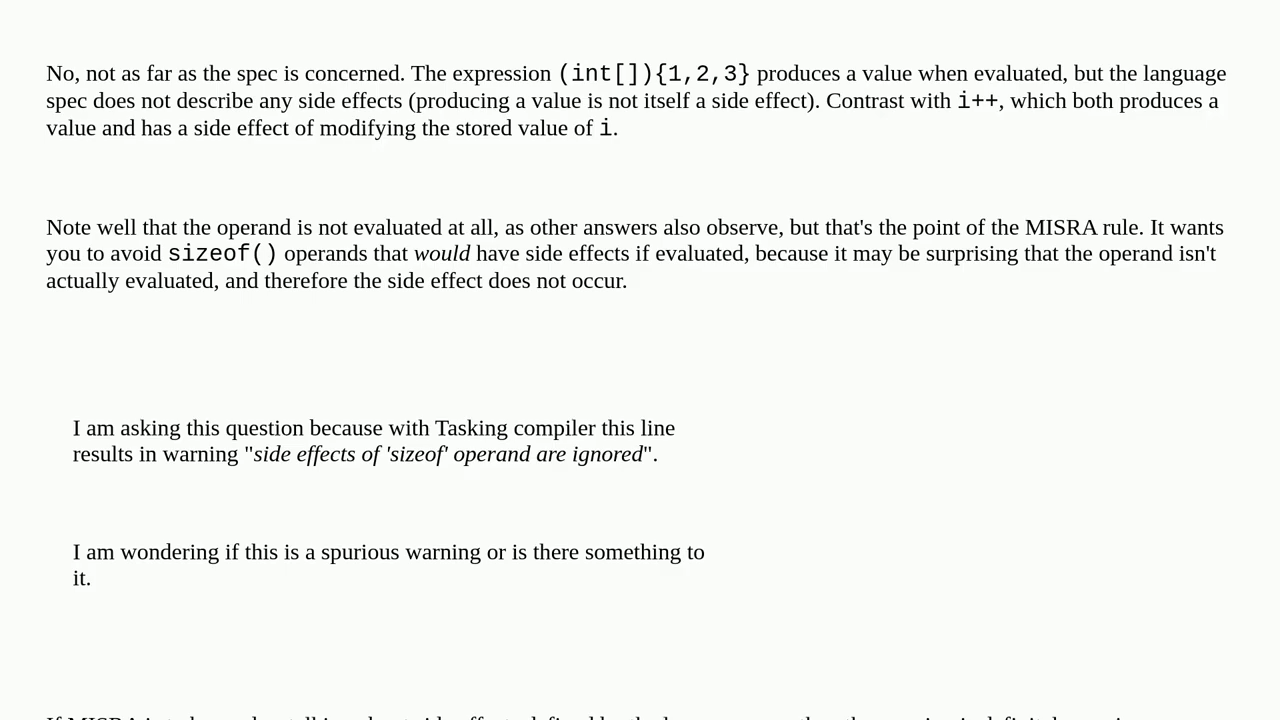 No, not as far as the spec is concerned. The expression (int[]){1,2,3} produces a value when evaluated, but the language
spec does not describe any side effects (producing a value is not itself a side effect). Contrast with i++, which both produces a
value and has a side effect of modifying the stored value of i.
Note well that the operand is not evaluated at all, as other answers also observe, but that's the point of the MISRA rule. It wants
you to avoid sizeof() operands that would have side effects if evaluated, because it may be surprising that the operand isn't
actually evaluated, and therefore the side effect does not occur.
I am asking this question because with Tasking compiler this line
results in warning "side effects of 'sizeof' operand are ignored".
I am wondering if this is a spurious warning or is there something to
it.